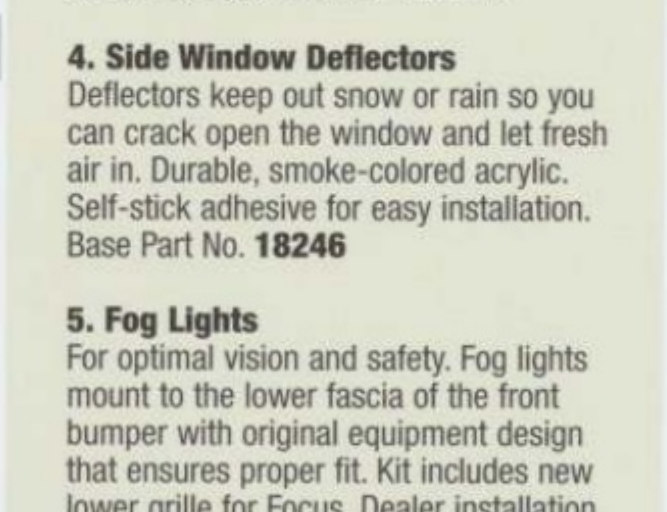 4. Side Window Deflectors
Deflectors keep out snow or rain so you
can crack open the window and let fresh
air in. Durable, smoke-colored acrylic.
Self-stick adhesive for easy installation.
Base Part No. 18246
5. Fog Lights
For optimal vision and safety. Fog lights
mount to the lower fascia of the front
bumper with original equipment design
that ensures proper fit. Kit includes new
lower grille for Focus. Dealer installation